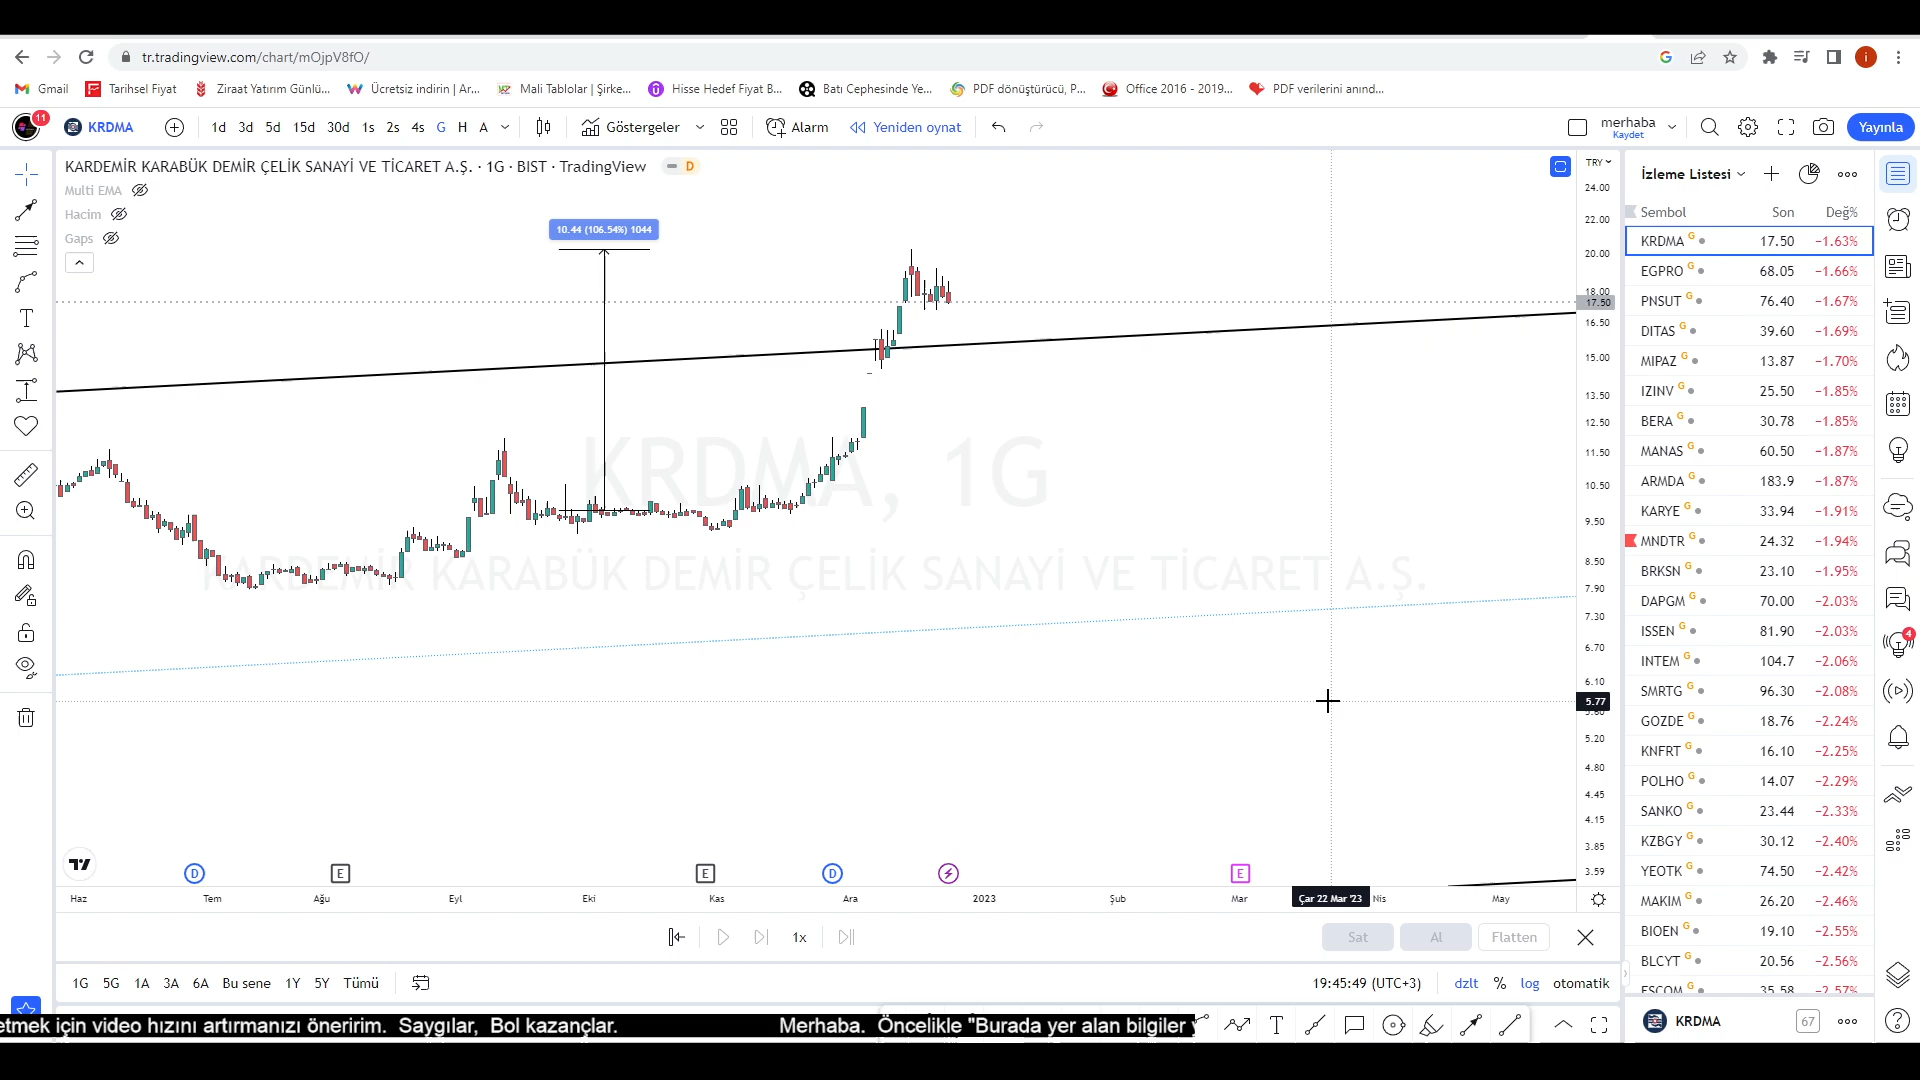 tr.tradingview.com/chart/mOjpV8fO/
Gmail Tarihsel Fiyat Ziraat Yatırım Günlü... Ücretsiz indirin | Ar... Mali Tablolar | Şirke... Hisse Hedef Fiyat B... Batı Cephesinde Ye... PDF dönüştürücü, P... Office 2016 - 2019... PDF verilerini anınd...
11 KRDMA 1d 3d 5d 15d 30d 1s 2s 4s G H A Göstergeler Alarm Yeniden oynat merhaba Yayınla
Kaydet
KARDEMİR KARABÜK DEMİR ÇELİK SANAYİ VE TİCARET A.Ş. · 1G · BIST · TradingView D
Multi EMA
Hacim
Gaps
10.44 (106.54%) 1044
KRDMA, 1G
KARDEMİR KARABÜK DEMİR ÇELİK SANAYİ VE TİCARET A.Ş.
TRY
24.00
22.00
20.00
18.00
17.50
16.50
15.00
13.50
12.50
11.50
10.50
9.50
8.50
7.90
7.30
6.70
6.10
5.77
5.20
4.80
4.45
4.15
3.85
3.59
D E E D E
Haz Tem Ağu Eyl Eki Kas Ara 2023 Şub Mar Çar 22 Mar '23 Nis May
1x Sat Al Flatten
1G 5G 1A 3A 6A Bu sene 1Y 5Y Tümü 19:45:49 (UTC+3) dzlt % log otomatik
etmek için video hızını artırmanızı öneririm. Saygılar, Bol kazançlar. Merhaba. Öncelikle "Burada yer alan bilgiler
İzleme Listesi
Sembol Son Değ%
KRDMA G 17.50 −1.63%
EGPRO G 68.05 −1.66%
PNSUT G 76.40 −1.67%
DITAS G 39.60 −1.69%
MIPAZ G 13.87 −1.70%
IZINV G 25.50 −1.85%
BERA G 30.78 −1.85%
MANAS G 60.50 −1.87%
ARMDA G 183.9 −1.87%
KARYE G 33.94 −1.91%
MNDTR G 24.32 −1.94%
BRKSN G 23.10 −1.95%
DAPGM G 70.00 −2.03%
ISSEN G 81.90 −2.03%
INTEM G 104.7 −2.06%
SMRTG G 96.30 −2.08%
GOZDE G 18.76 −2.24%
KNFRT G 16.10 −2.25%
POLHO G 14.07 −2.29%
SANKO G 23.44 −2.33%
KZBGY G 30.12 −2.40%
YEOTK G 74.50 −2.42%
MAKIM G 26.20 −2.46%
BIOEN G 19.10 −2.55%
BLCYT G 20.56 −2.56%
ESCOM G 35.58 −2.57%
KRDMA 67
4